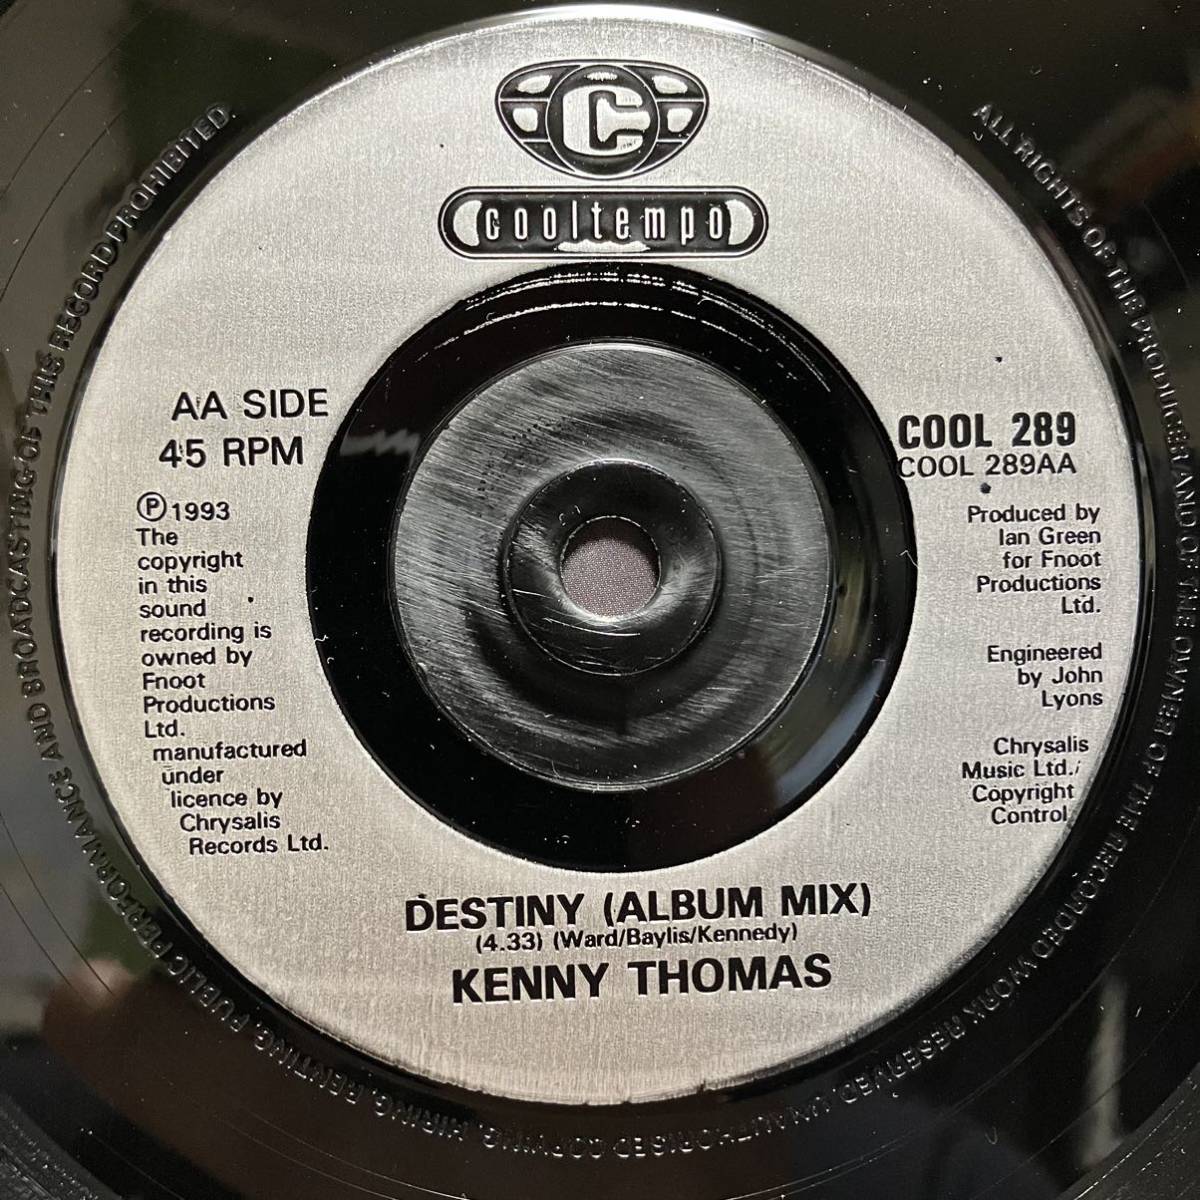 C
cooltempo
AA SIDE
45 RPM
℗ 1993
The
copyright
in this
sound
recording is
owned by
Fnoot
Productions
Ltd.
manufactured
under
licence by
Chrysalis
Records Ltd.
COOL 289
COOL 289AA
Produced by
Ian Green
for Fnoot
Productions
Ltd.
Engineered
by John
Lyons
Chrysalis
Music Ltd./
Copyright
Control
DESTINY (ALBUM MIX)
(4.33) (Ward/Baylis/Kennedy)
KENNY THOMAS
ALL RIGHTS OF THE PRODUCER AND OF THE OWNER OF THE RECORDED WORK RESERVED. UNAUTHORISED COPYING, HIRING, RENTING, PUBLIC PERFORMANCE AND BROADCASTING OF THIS RECORD PROHIBITED.